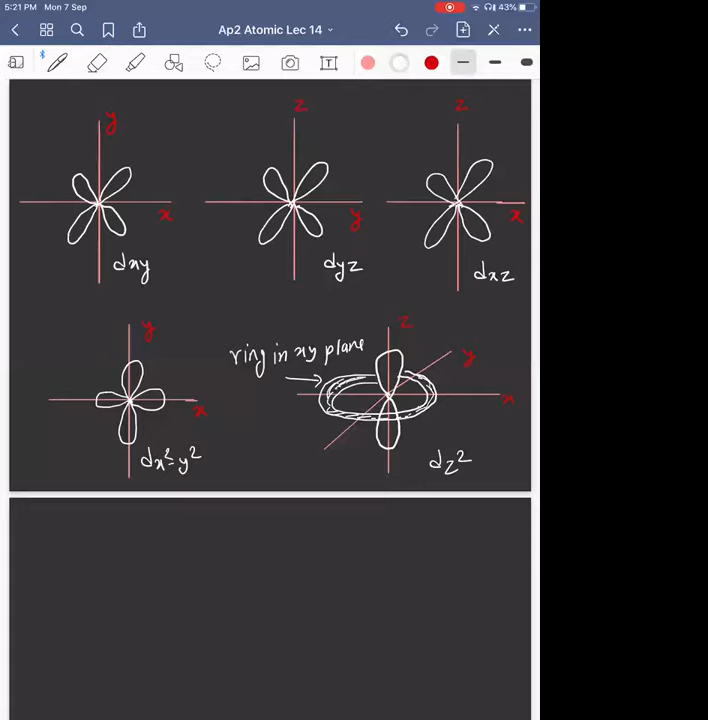 5:21 PM Mon 7 Sep
43%
Ap2 Atomic Lec 14
T
y
x
dxy
z
y
dyz
z
x
dxz
y
x
dx²-y²
ring in xy plane
z
y
x
dz²